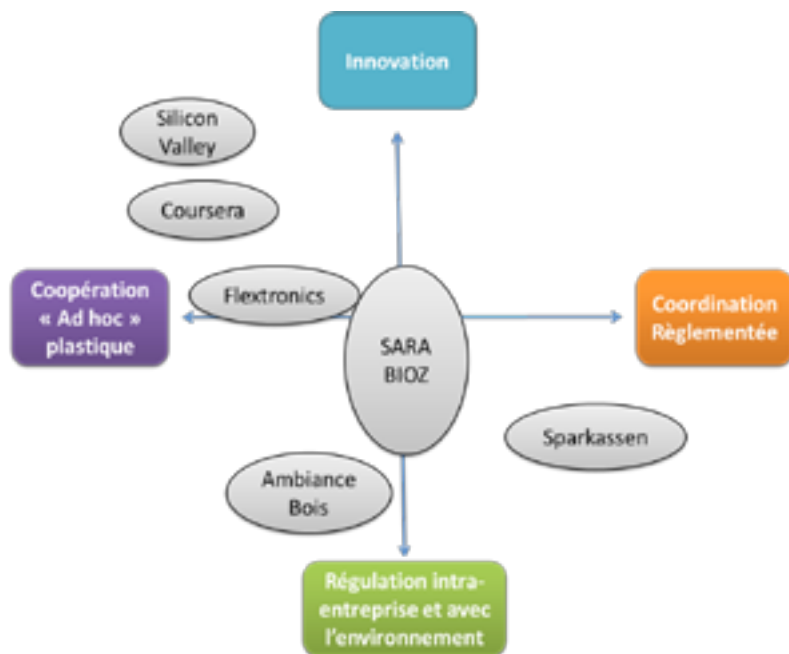 Innovation
Silicon
Valley
Coursera
Coopération
« Ad hoc »
plastique
Flextronics
SARA
BIOZ
Coordination
Règlementée
Sparkassen
Ambiance
Bois
Régulation intra-
entreprise et avec
l'environnement